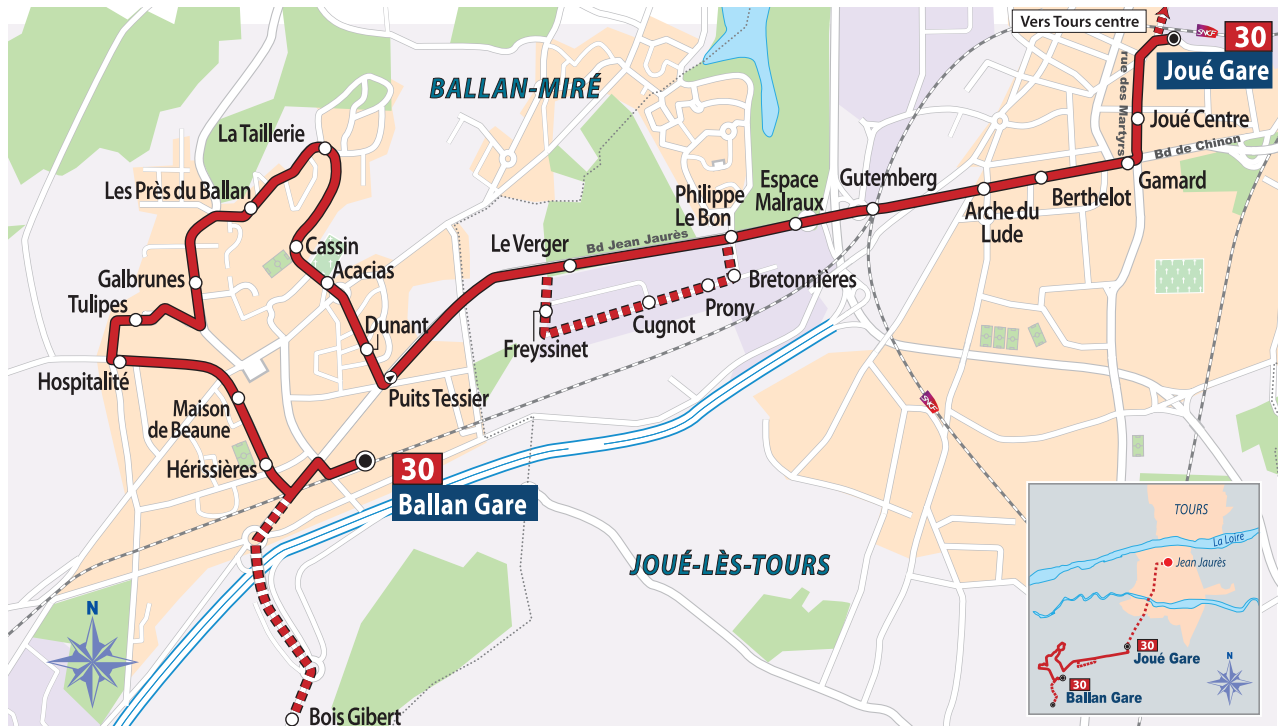 Vers Tours centre
SNCF
30
Joué Gare
rue des Martyrs
BALLAN-MIRÉ
Joué Centre
La Taillerie
Bd de Chinon
Gamard
Les Près du Ballan
Philippe
Le Bon
Espace
Malraux
Gutemberg
Berthelot
Arche du
Lude
Cassin
Le Verger
Bd Jean Jaurès
Acacias
Galbrunes
Bretonnières
Tulipes
Prony
Cugnot
Dunant
Freyssinet
Hospitalité
Puits Tessier
SNCF
Maison
de Beaune
Hérissières
30
Ballan Gare
JOUÉ-LÈS-TOURS
N
Bois Gibert
TOURS
La Loire
Jean Jaurès
30
Joué Gare
N
30
Ballan Gare